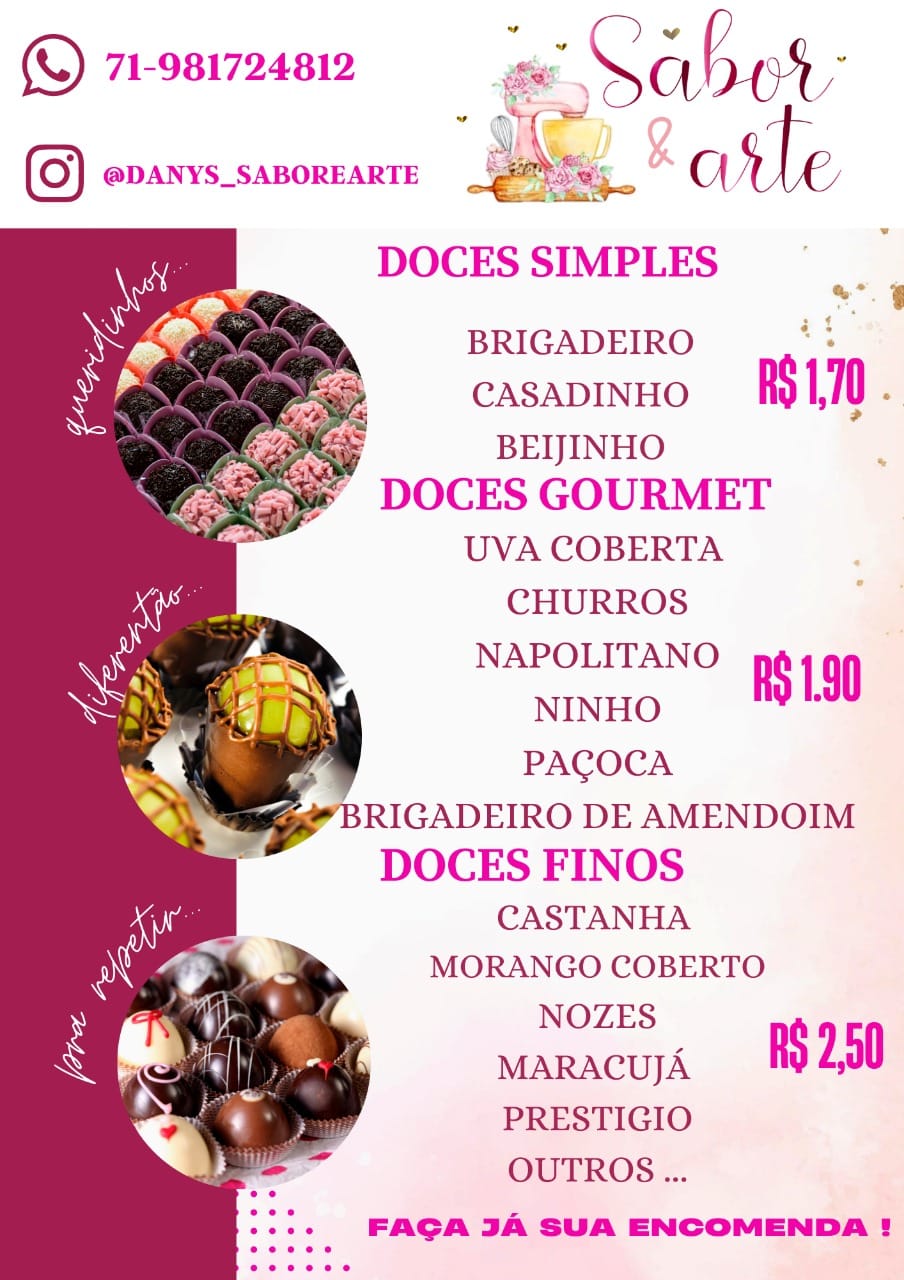 71-981724812
@DANYS_SABOREARTE
Sabor
& arte
queridinhos...
DOCES SIMPLES
BRIGADEIRO
CASADINHO
BEIJINHO
R$ 1,70
DOCES GOURMET
diferentão...
UVA COBERTA
CHURROS
NAPOLITANO
NINHO
PAÇOCA
BRIGADEIRO DE AMENDOIM
R$ 1.90
DOCES FINOS
pra repetir...
CASTANHA
MORANGO COBERTO
NOZES
MARACUJÁ
PRESTIGIO
OUTROS ...
R$ 2,50
FAÇA JÁ SUA ENCOMENDA !